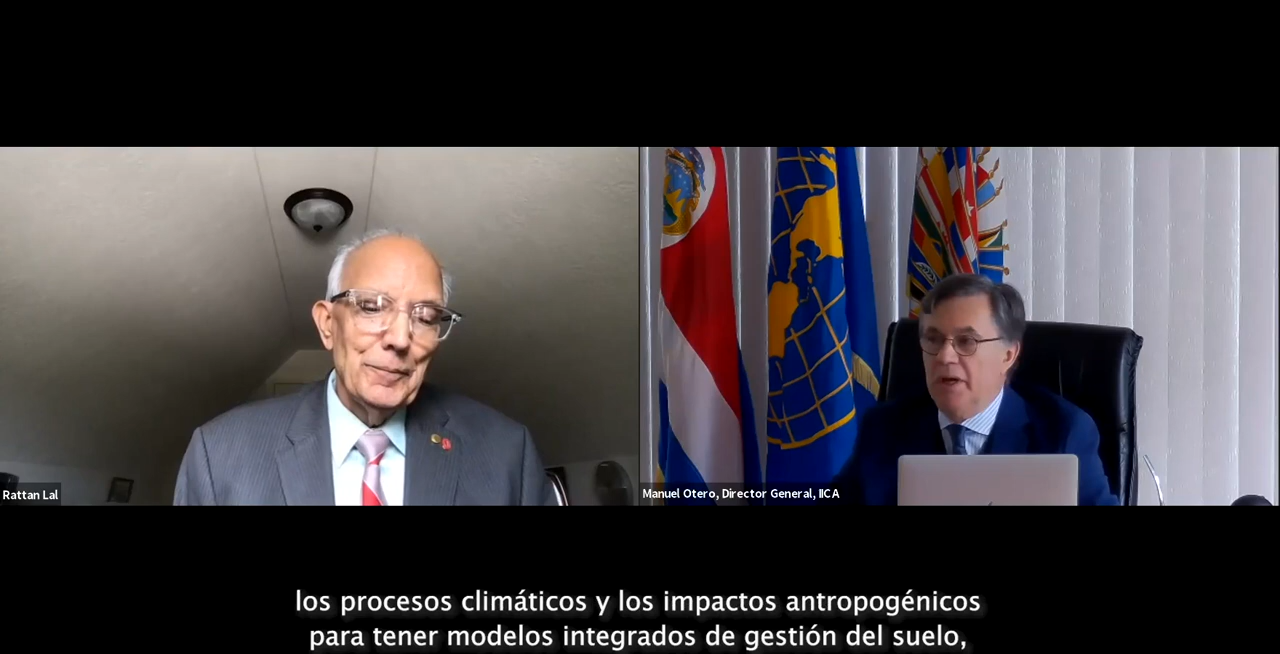 Rattan Lal
Manuel Otero, Director General, IICA
los procesos climáticos y los impactos antropogénicos
para tener modelos integrados de gestión del suelo,